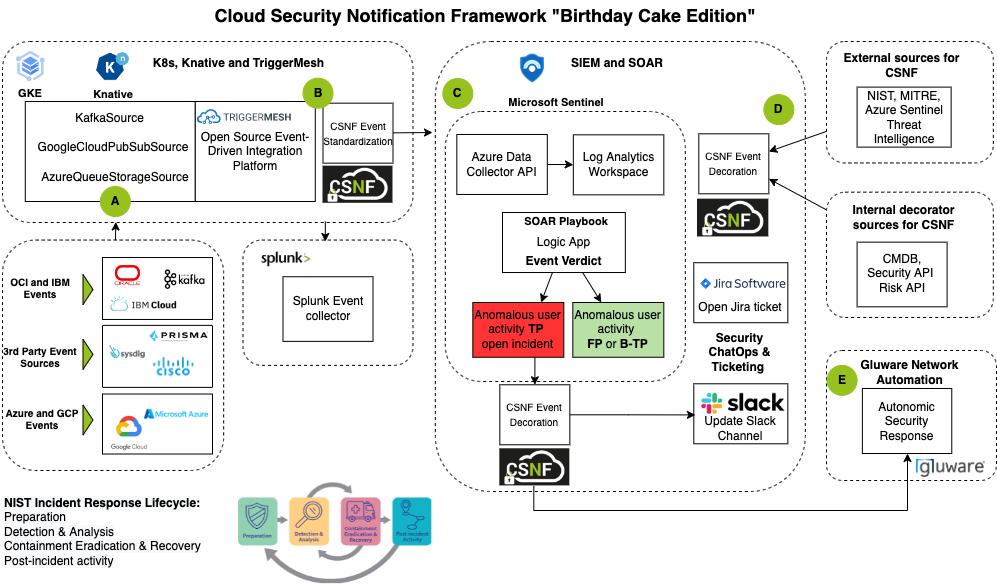 Cloud Security Notification Framework "Birthday Cake Edition"
GKE
Knative
K8s, Knative and TriggerMesh
B
KafkaSource
GoogleCloudPubSubSource
AzureQueueStorageSource
TRIGGERMESH
Open Source Event-
Driven Integration
Platform
CSNF Event
Standardization
CSNF
A
OCI and IBM
Events
ORACLE
kafka
IBM Cloud
3rd Party Event
Sources
PRISMA
sysdig
CISCO
Azure and GCP
Events
Microsoft Azure
Google Cloud
splunk>
Splunk Event
collector
SIEM and SOAR
C
Microsoft Sentinel
Azure Data
Collector API
Log Analytics
Workspace
SOAR Playbook
Logic App
Event Verdict
Anomalous user
activity TP
open incident
Anomalous user
activity
FP or B-TP
CSNF Event
Decoration
CSNF
D
CSNF Event
Decoration
CSNF
Jira Software
Open Jira ticket
Security
ChatOps &
Ticketing
slack
Update Slack
Channel
External sources for
CSNF
NIST, MITRE,
Azure Sentinel
Threat
Intelligence
Internal decorator
sources for CSNF
CMDB,
Security API
Risk API
E
Gluware Network
Automation
Autonomic
Security
Response
gluware
NIST Incident Response Lifecycle:
Preparation
Detection & Analysis
Containment Eradication & Recovery
Post-incident activity
Preparation
Detection &
Analysis
Containment
Eradication
& Recovery
Post-incident
Activity